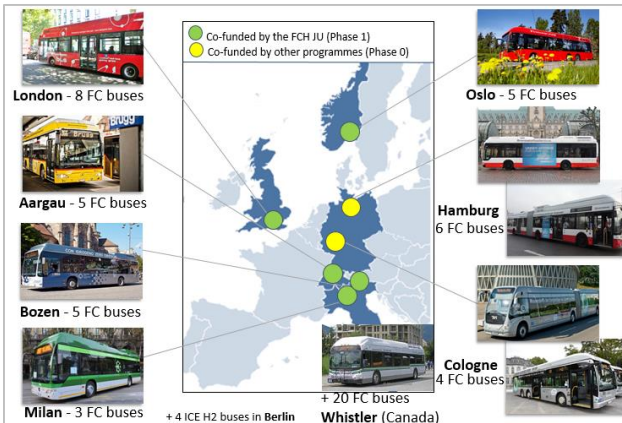 Co-funded by the FCH JU (Phase 1)
Co-funded by other programmes (Phase 0)
London - 8 FC buses
Oslo - 5 FC buses
Brugg
Aargau - 5 FC buses
Hamburg
6 FC buses
Bozen - 5 FC buses
Cologne
4 FC buses
Milan - 3 FC buses
+ 4 ICE H2 buses in Berlin
+ 20 FC buses
Whistler (Canada)